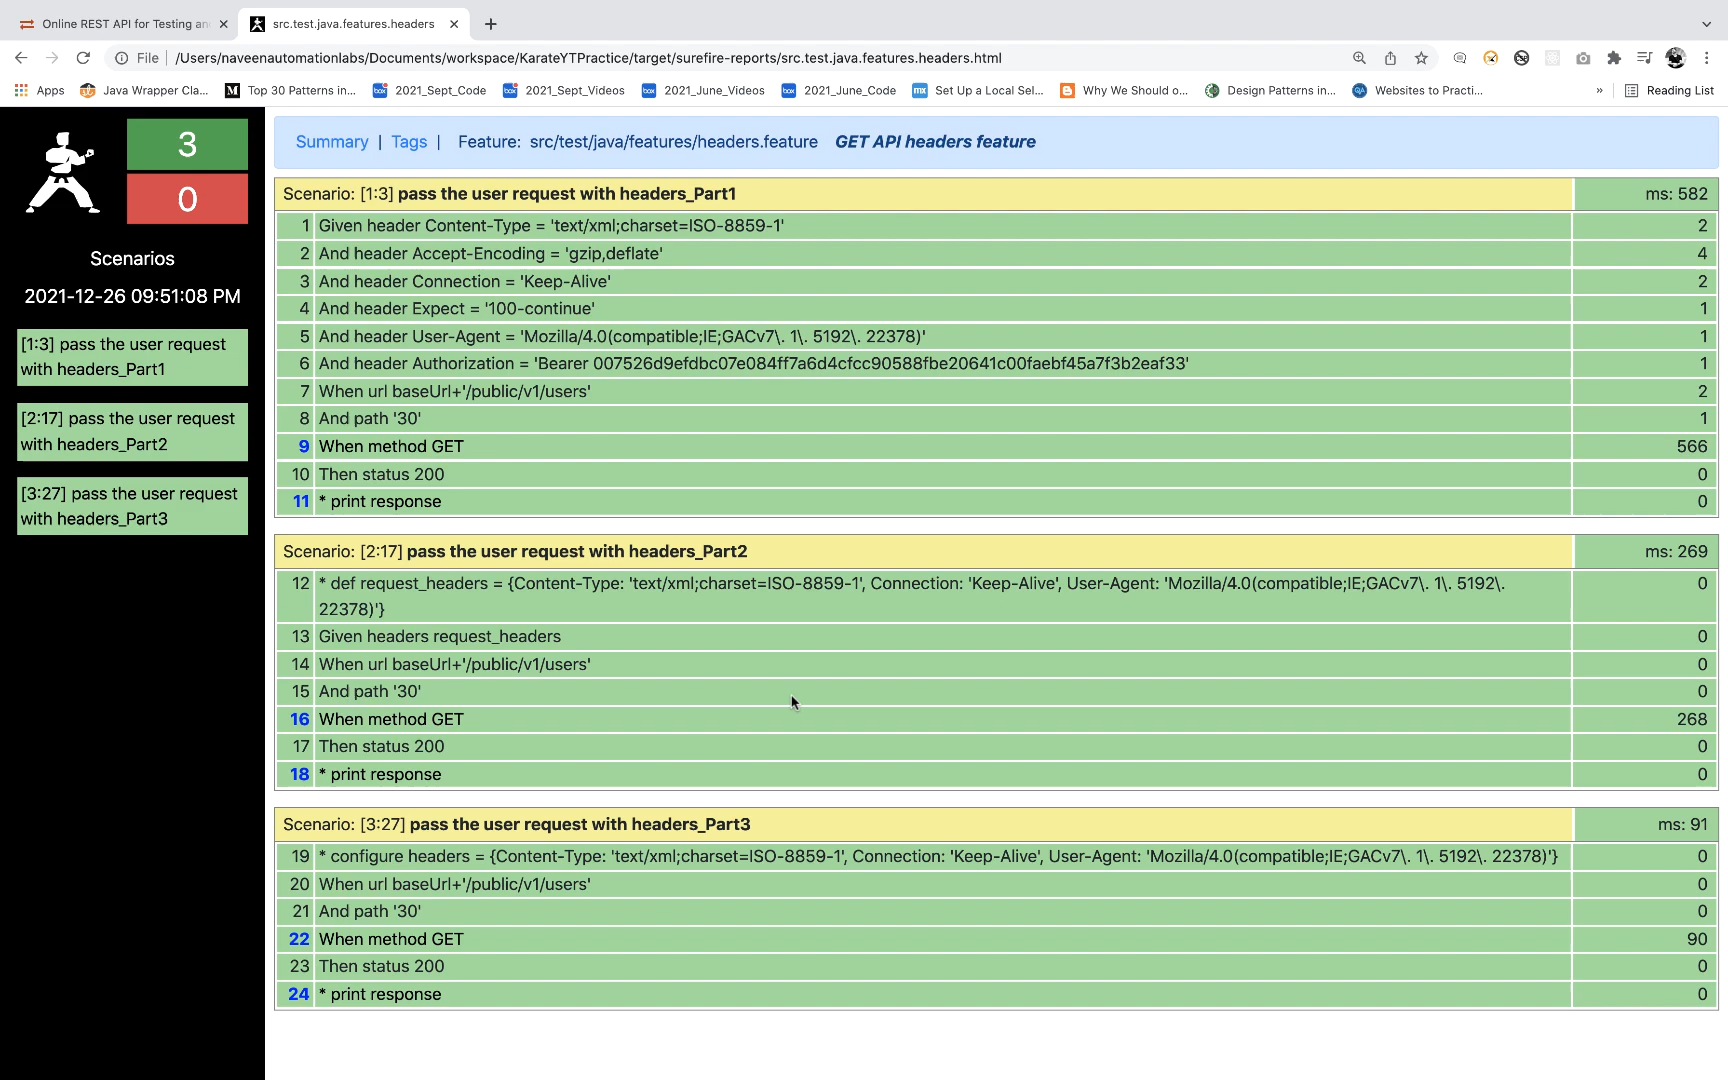 Online REST API for Testing an
src.test.java.features.headers
File
/Users/naveenautomationlabs/Documents/workspace/KarateYTPractice/target/surefire-reports/src.test.java.features.headers.html
Apps
Java Wrapper Cla...
Top 30 Patterns in...
2021_Sept_Code
2021_Sept_Videos
2021_June_Videos
2021_June_Code
Set Up a Local Sel...
Why We Should o...
Design Patterns in...
Websites to Practi...
»
Reading List
3
0
Scenarios
2021-12-26 09:51:08 PM
[1:3] pass the user request
with headers_Part1
[2:17] pass the user request
with headers_Part2
[3:27] pass the user request
with headers_Part3
Summary | Tags | Feature: src/test/java/features/headers.feature GET API headers feature
Scenario: [1:3] pass the user request with headers_Part1 ms: 582
1 Given header Content-Type = 'text/xml;charset=ISO-8859-1' 2
2 And header Accept-Encoding = 'gzip,deflate' 4
3 And header Connection = 'Keep-Alive' 2
4 And header Expect = '100-continue' 1
5 And header User-Agent = 'Mozilla/4.0(compatible;IE;GACv7\. 1\. 5192\. 22378)' 1
6 And header Authorization = 'Bearer 007526d9efdbc07e084ff7a6d4cfcc90588fbe20641c00faebf45a7f3b2eaf33' 1
7 When url baseUrl+'/public/v1/users' 2
8 And path '30' 1
9 When method GET 566
10 Then status 200 0
11 * print response 0
Scenario: [2:17] pass the user request with headers_Part2 ms: 269
12 * def request_headers = {Content-Type: 'text/xml;charset=ISO-8859-1', Connection: 'Keep-Alive', User-Agent: 'Mozilla/4.0(compatible;IE;GACv7\. 1\. 5192\. 0
22378)'}
13 Given headers request_headers 0
14 When url baseUrl+'/public/v1/users' 0
15 And path '30' 0
16 When method GET 268
17 Then status 200 0
18 * print response 0
Scenario: [3:27] pass the user request with headers_Part3 ms: 91
19 * configure headers = {Content-Type: 'text/xml;charset=ISO-8859-1', Connection: 'Keep-Alive', User-Agent: 'Mozilla/4.0(compatible;IE;GACv7\. 1\. 5192\. 22378)'} 0
20 When url baseUrl+'/public/v1/users' 0
21 And path '30' 0
22 When method GET 90
23 Then status 200 0
24 * print response 0